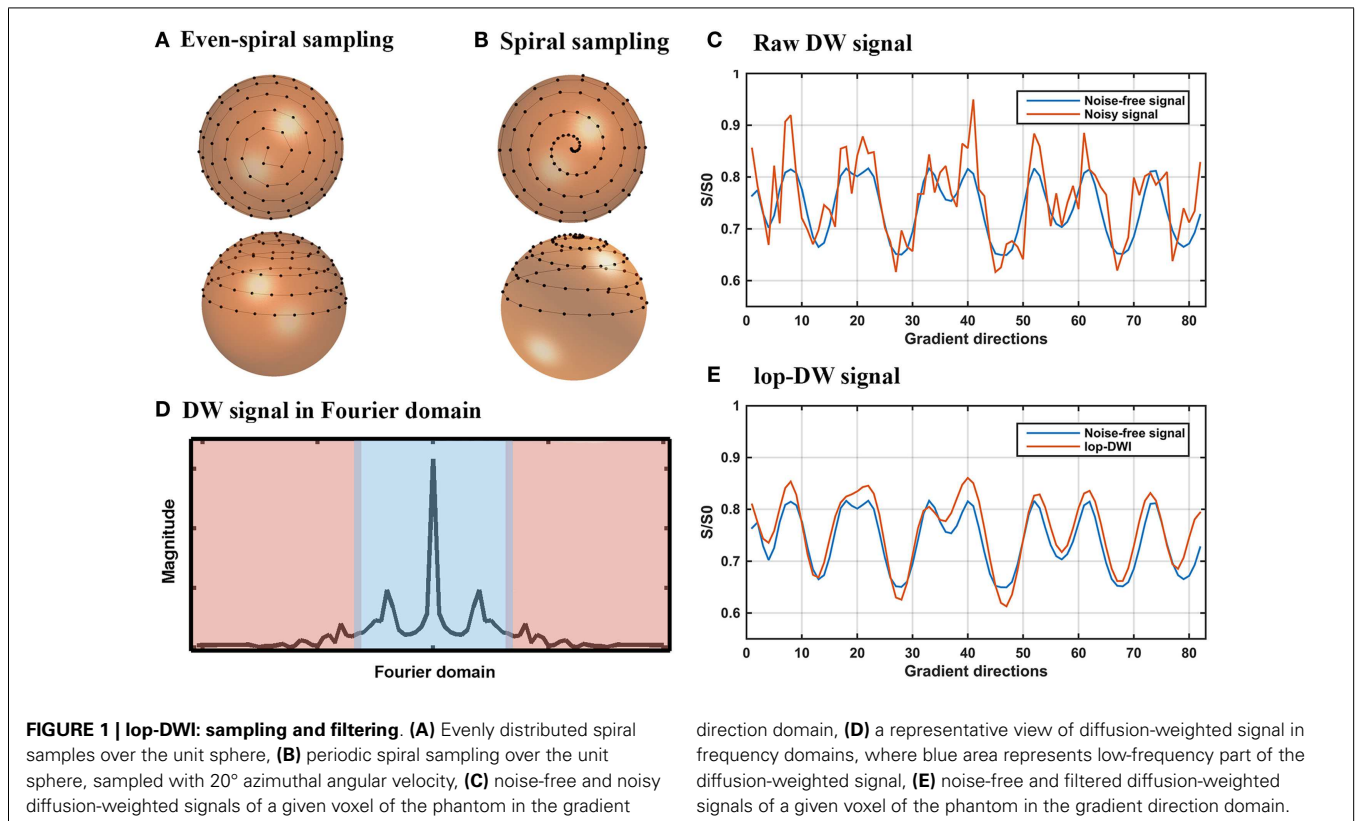 A Even-spiral sampling
B Spiral sampling
C Raw DW signal
1
0.9
0.8
0.7
0.6
S/S0
Noise-free signal
Noisy signal
0 10 20 30 40 50 60 70 80
Gradient directions
D DW signal in Fourier domain
Magnitude
Fourier domain
E lop-DW signal
1
0.9
0.8
0.7
0.6
S/S0
Noise-free signal
lop-DWI
0 10 20 30 40 50 60 70 80
Gradient directions
FIGURE 1 | lop-DWI: sampling and filtering. (A) Evenly distributed spiral
samples over the unit sphere, (B) periodic spiral sampling over the unit
sphere, sampled with 20° azimuthal angular velocity, (C) noise-free and noisy
diffusion-weighted signals of a given voxel of the phantom in the gradient
direction domain, (D) a representative view of diffusion-weighted signal in
frequency domains, where blue area represents low-frequency part of the
diffusion-weighted signal, (E) noise-free and filtered diffusion-weighted
signals of a given voxel of the phantom in the gradient direction domain.